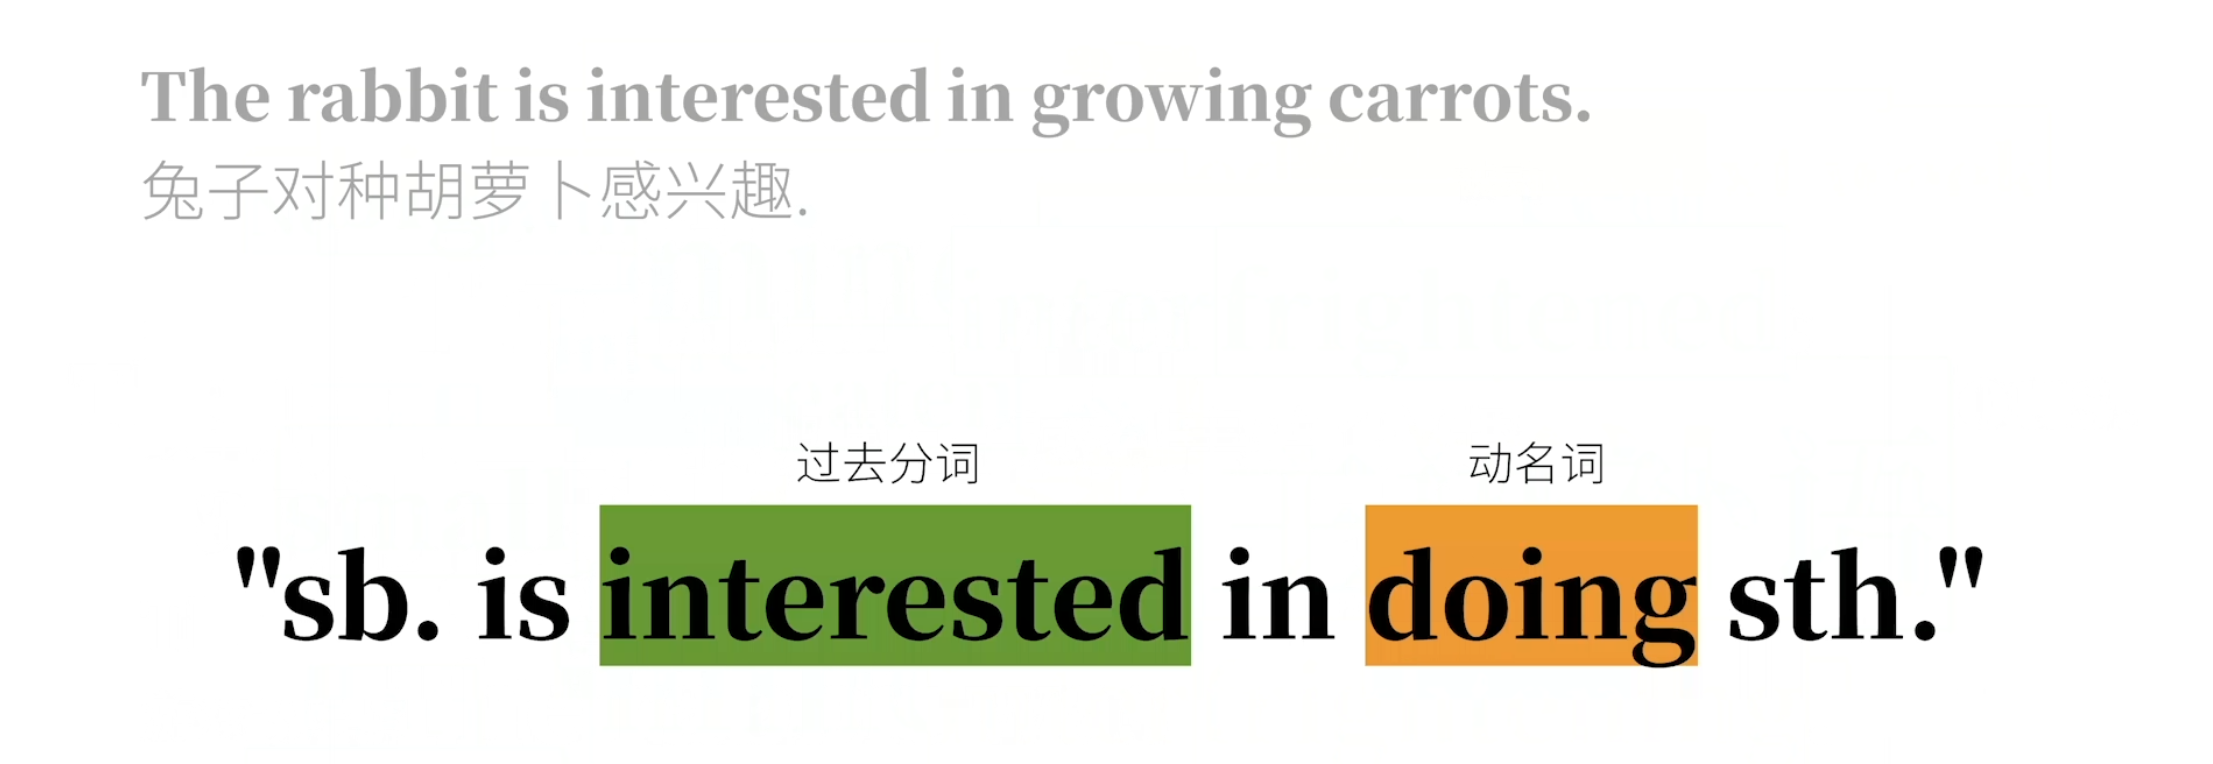 The rabbit is interested in growing carrots.
兔子对种胡萝卜感兴趣.
过去分词 动名词
"sb. is interested in doing sth."